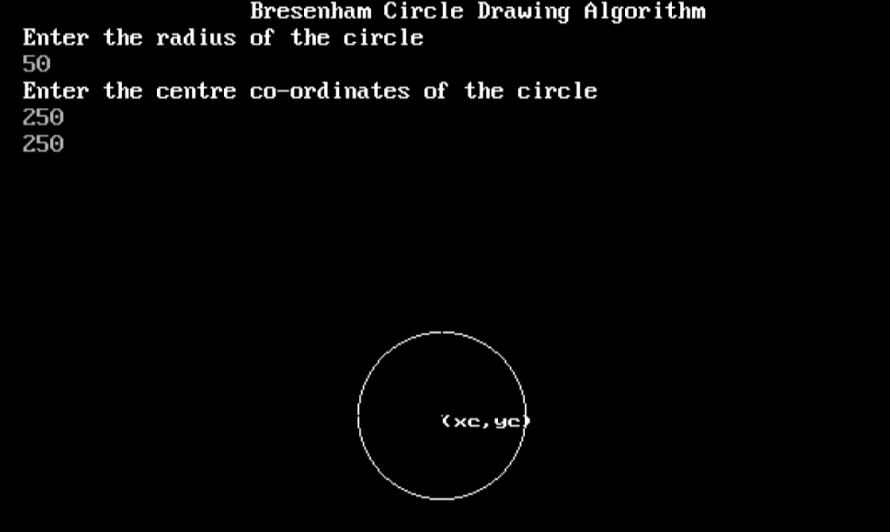 Bresenham Circle Drawing Algorithm
Enter the radius of the circle
50
Enter the centre co-ordinates of the circle
250
250
(xc,yc)